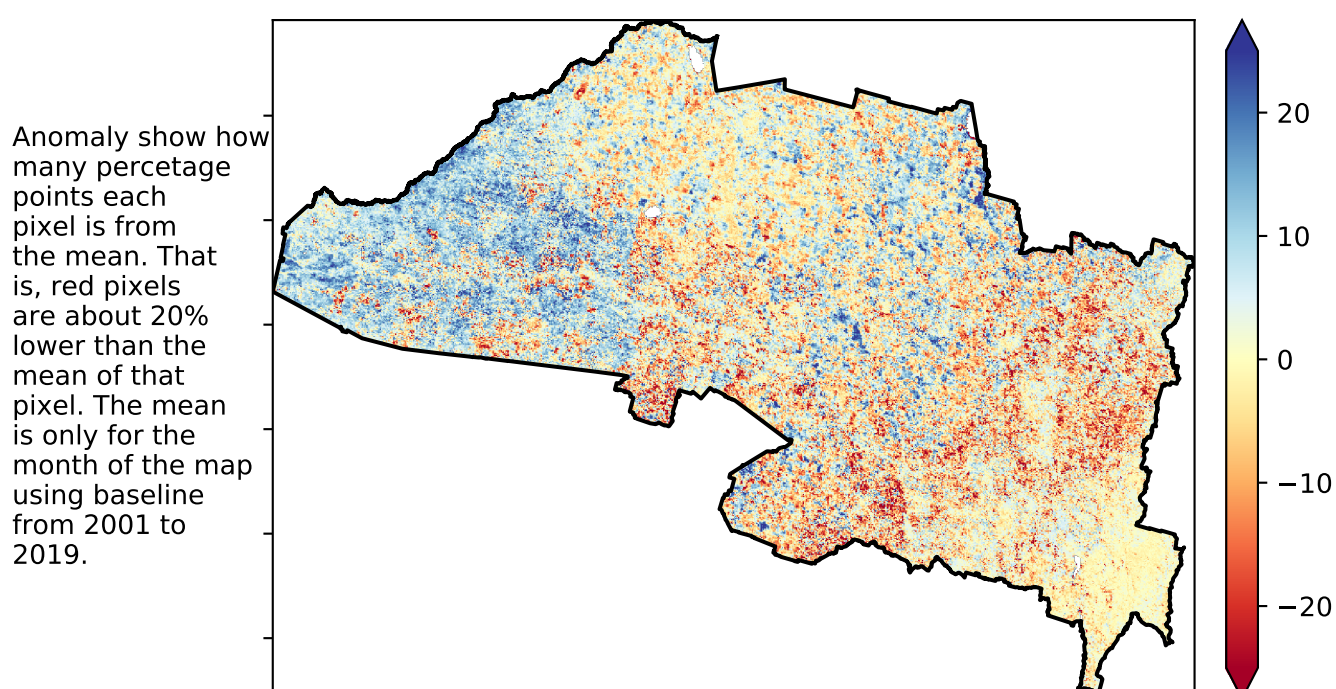 Anomaly show how
many percetage
points each
pixel is from
the mean. That
is, red pixels
are about 20%
lower than the
mean of that
pixel. The mean
is only for the
month of the map
using baseline
from 2001 to
2019.
20
10
0
−10
−20